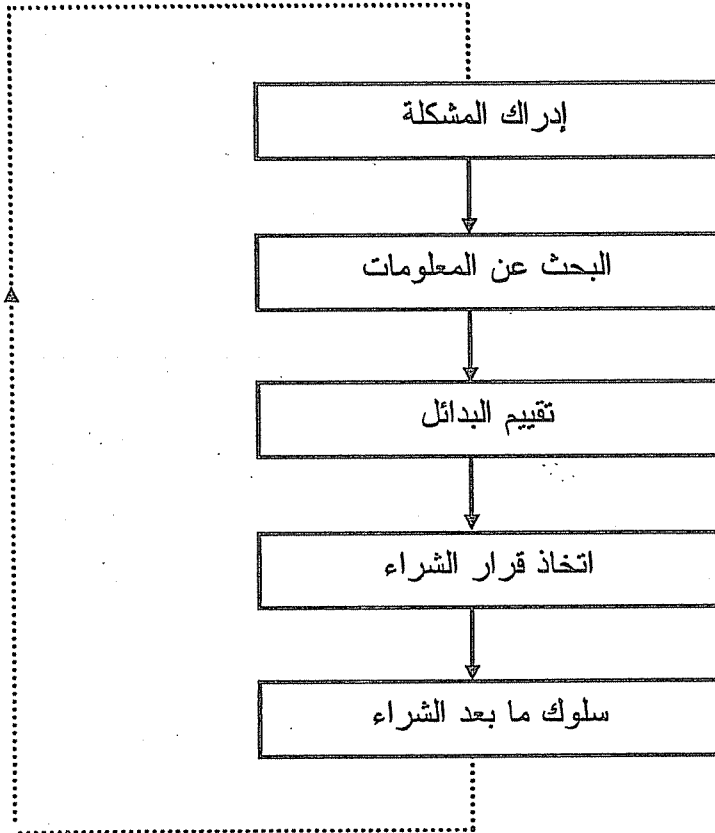 إدراك المشكلة
البحث عن المعلومات
تقييم البدائل
اتخاذ قرار الشراء
سلوك ما بعد الشراء